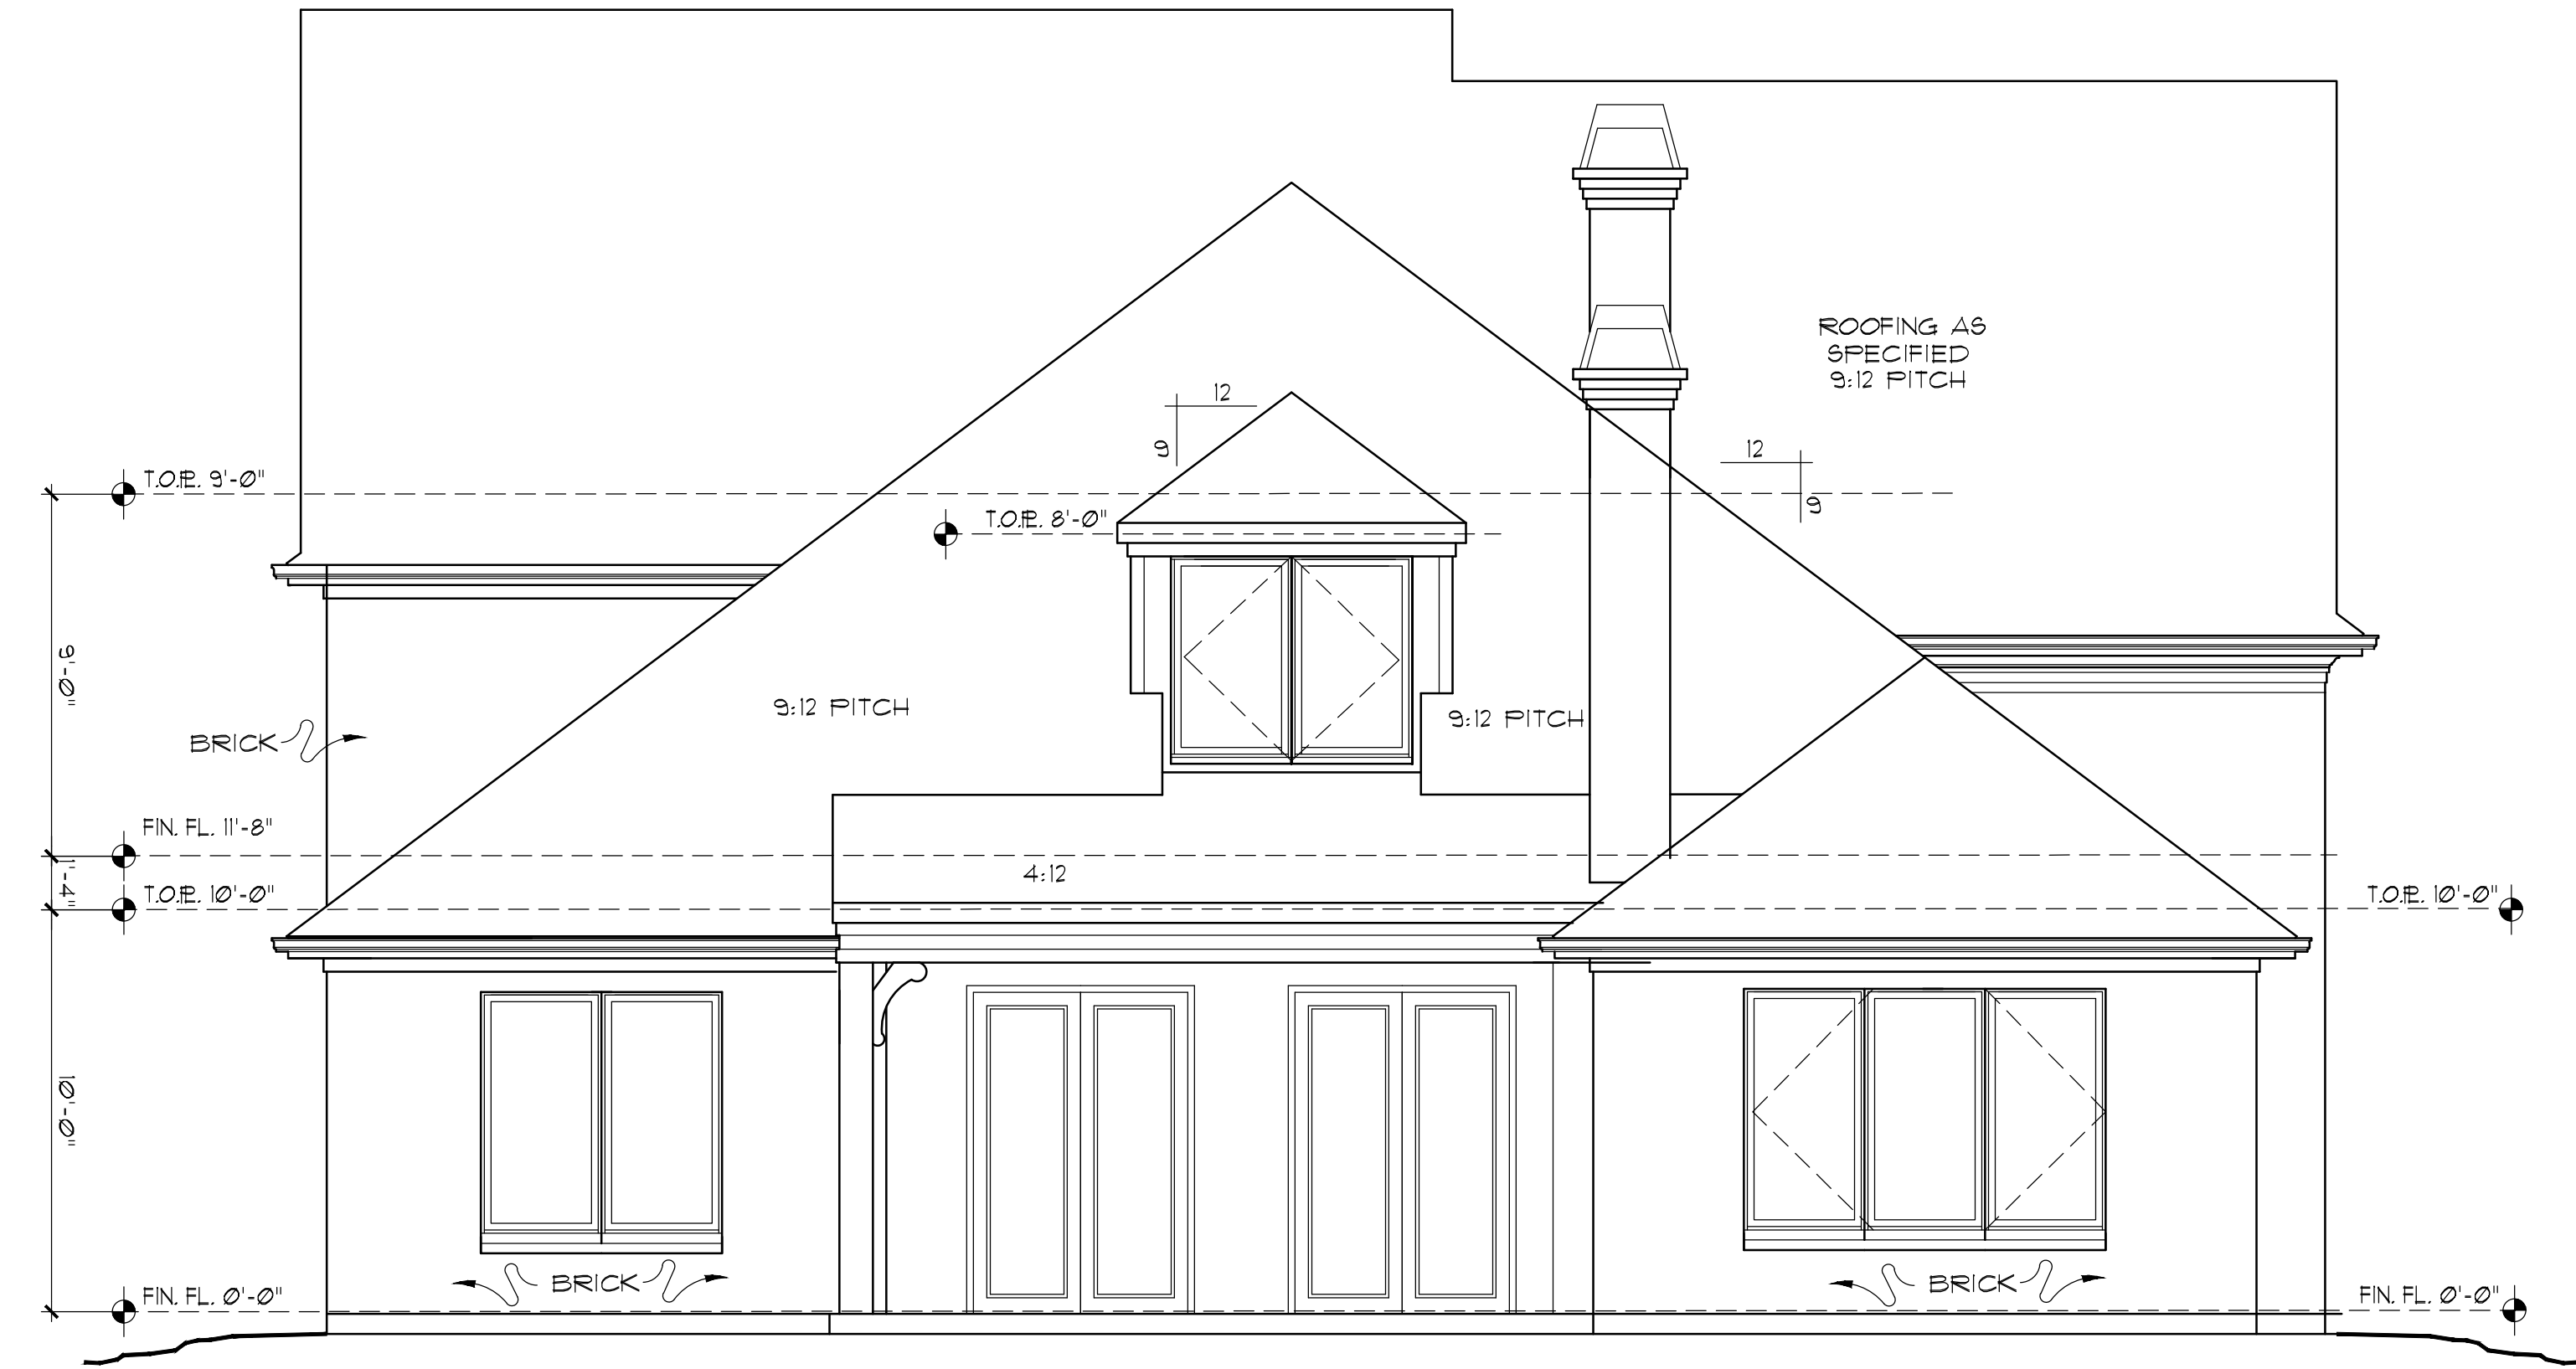 ROOFING AS
SPECIFIED
9:12 PITCH
12
9
12
9
T.O.P. 9'-0"
T.O.P. 8'-0"
9'-0"
9:12 PITCH
9:12 PITCH
BRICK
FIN. FL. 11'-8"
1'-4"
4:12
T.O.P. 10'-0"
T.O.P. 10'-0"
10'-0"
BRICK
BRICK
FIN. FL. 0'-0"
FIN. FL. 0'-0"